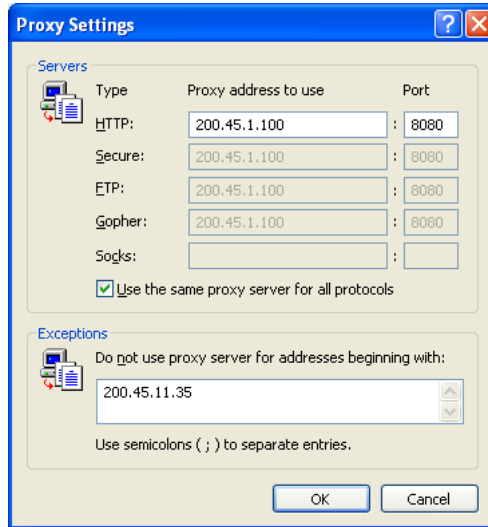 Proxy Settings
Servers
Type Proxy address to use Port
HTTP: 200.45.1.100 : 8080
Secure: 200.45.1.100 : 8080
FTP: 200.45.1.100 : 8080
Gopher: 200.45.1.100 : 8080
Socks: :
Use the same proxy server for all protocols
Exceptions
Do not use proxy server for addresses beginning with:
200.45.11.35
Use semicolons ( ; ) to separate entries.
OK Cancel